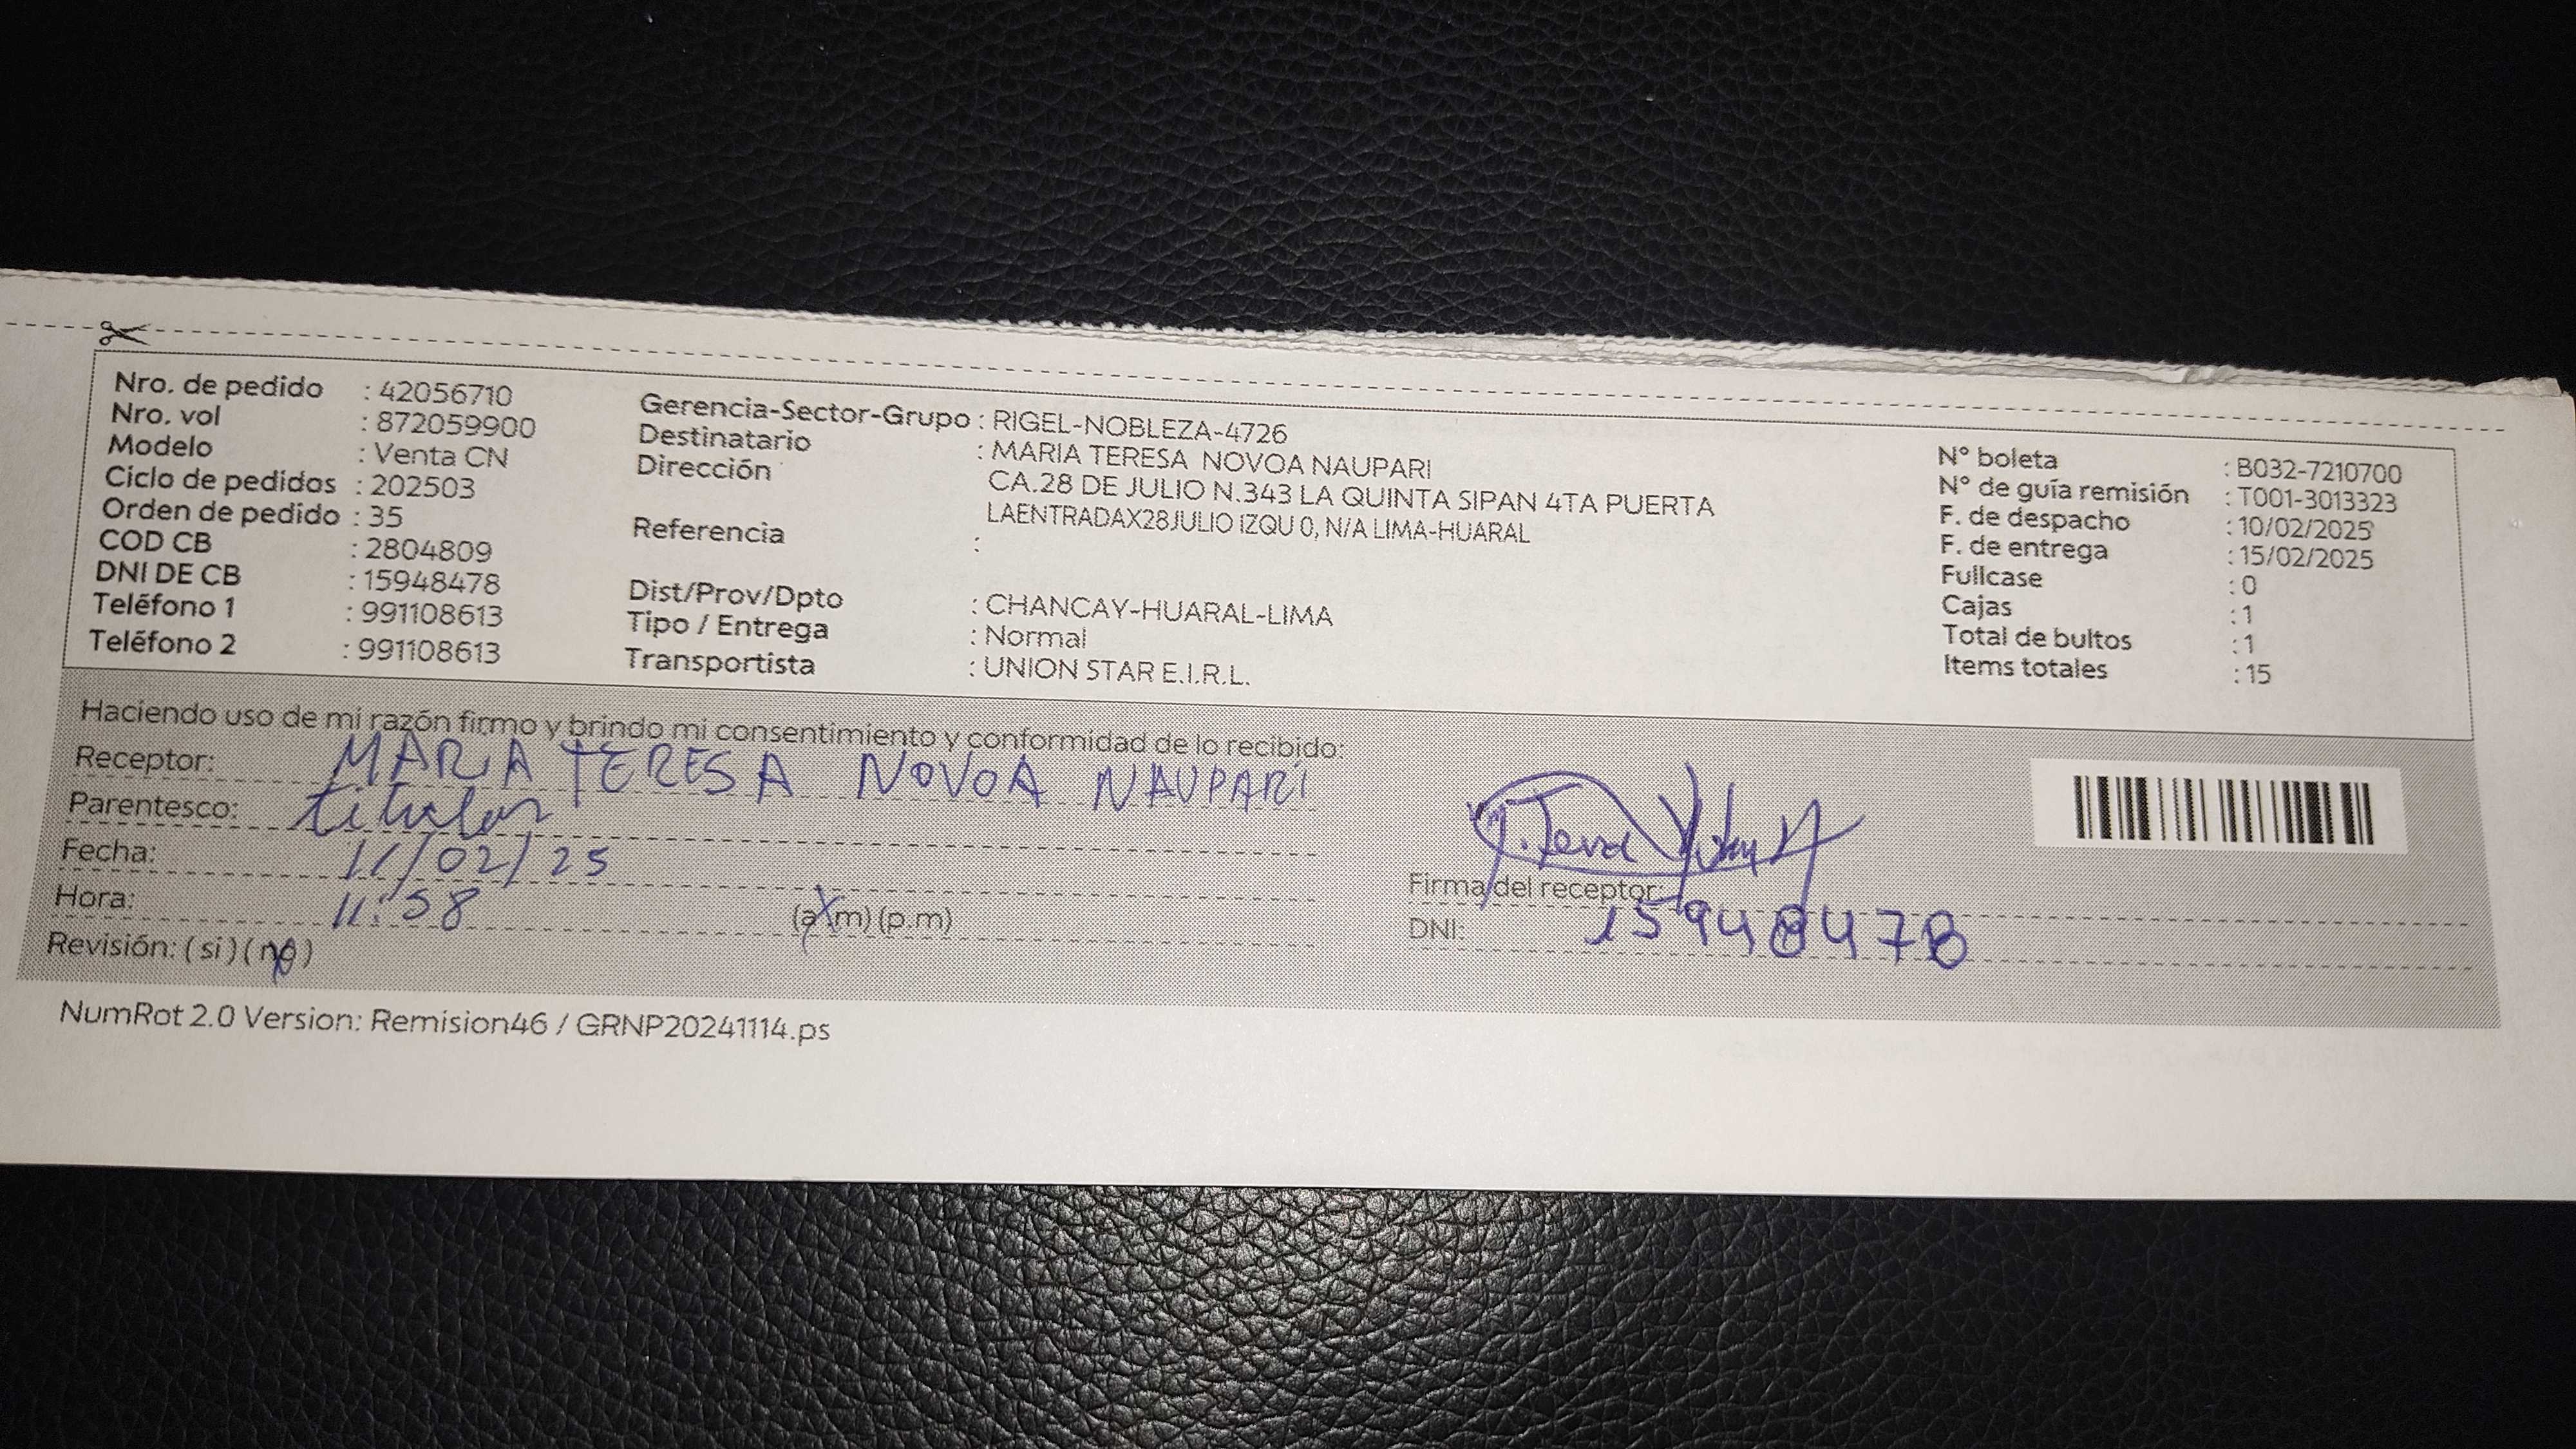 Nro. de pedido : 42056710
Nro. vol : 872059900
Modelo : Venta CN
Ciclo de pedidos : 202503
Orden de pedido : 35
COD CB : 2804809
DNI DE CB : 15948478
Teléfono 1 : 991108613
Teléfono 2 : 991108613
Gerencia-Sector-Grupo : RIGEL-NOBLEZA-4726
Destinatario : MARIA TERESA NOVOA NAUPARI
Dirección CA.28 DE JULIO N.343 LA QUINTA SIPAN 4TA PUERTA
LAENTRADAX28JULIO IZQU 0, N/A LIMA-HUARAL
Referencia :
Dist/Prov/Dpto : CHANCAY-HUARAL-LIMA
Tipo / Entrega : Normal
Transportista : UNION STAR E.I.R.L.
N° boleta : B032-7210700
N° de guía remisión : T001-3013323
F. de despacho : 10/02/2025
F. de entrega : 15/02/2025
Fullcase : 0
Cajas : 1
Total de bultos : 1
Items totales : 15
Haciendo uso de mi razón firmo y brindo mi consentimiento y conformidad de lo recibido:
Receptor: MARIA TERESA NOVOA NAUPARI
Parentesco: titular
Fecha: 11/02/25
Hora: 11:58 (a.m) (p.m)
Revisión: (si) (no)
Firma del receptor:
DNI: 15948478
NumRot 2.0 Version: Remision46 / GRNP20241114.ps